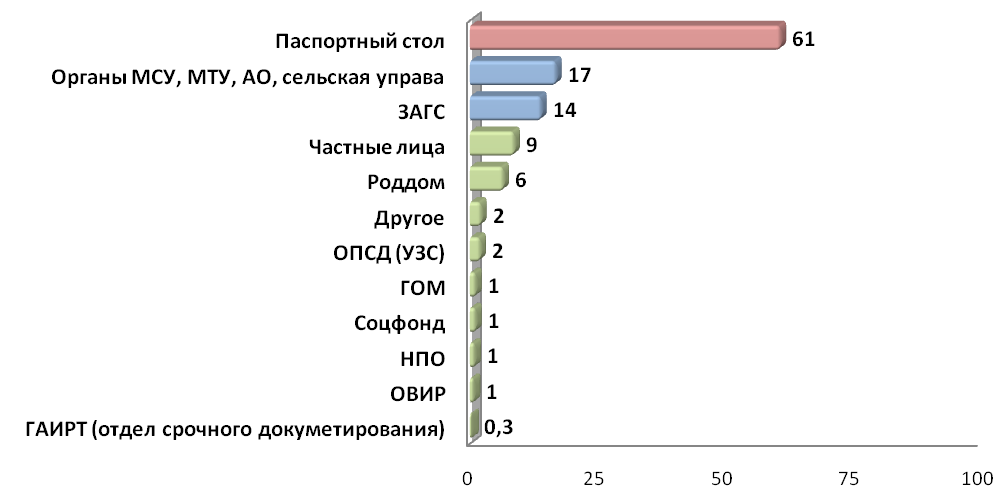 Паспортный стол 61
Органы МСУ, МТУ, АО, сельская управа 17
ЗАГС 14
Частные лица 9
Роддом 6
Другое 2
ОПСД (УЗС) 2
ГОМ 1
Соцфонд 1
НПО 1
ОВИР 1
ГАИРТ (отдел срочного докуметирования) 0,3
0 25 50 75 100